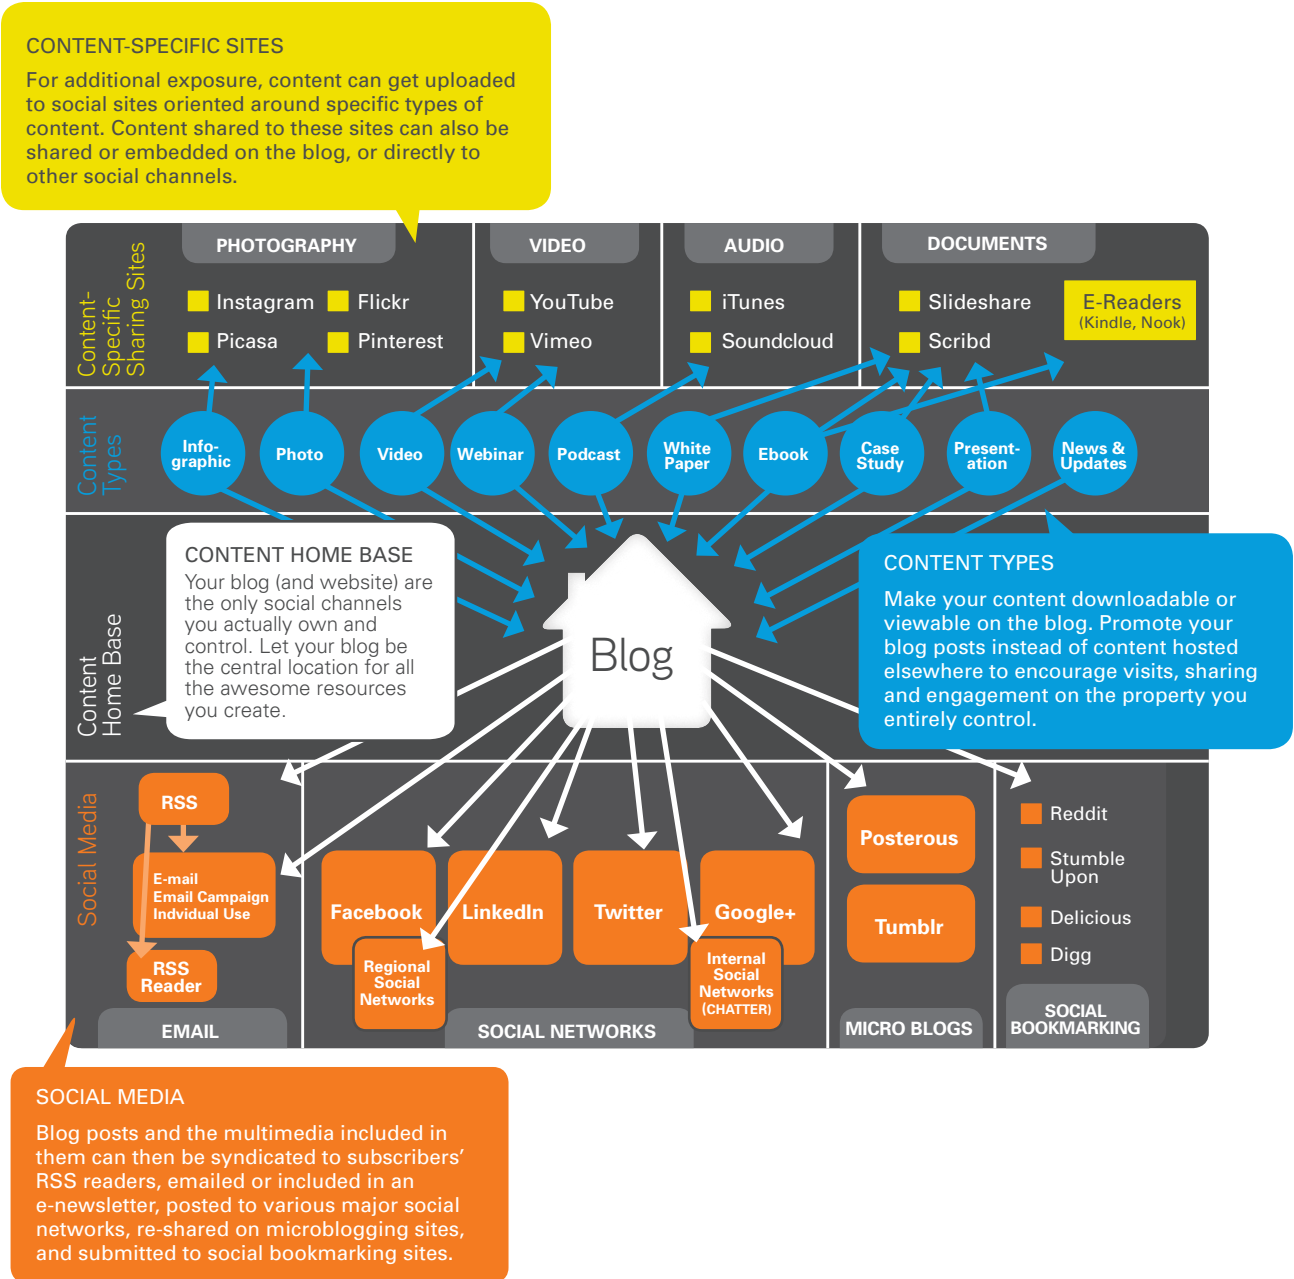 CONTENT-SPECIFIC SITES
For additional exposure, content can get uploaded
to social sites oriented around specific types of
content. Content shared to these sites can also be
shared or embedded on the blog, or directly to
other social channels.
Content-
Specific
Sharing Sites
PHOTOGRAPHY
Instagram
Flickr
Picasa
Pinterest
VIDEO
YouTube
Vimeo
AUDIO
iTunes
Soundcloud
DOCUMENTS
Slideshare
Scribd
E-Readers
(Kindle, Nook)
Content
Types
Info-
graphic
Photo
Video
Webinar
Podcast
White
Paper
Ebook
Case
Study
Present-
ation
News &
Updates
Content
Home Base
CONTENT HOME BASE
Your blog (and website) are
the only social channels
you actually own and
control. Let your blog be
the central location for all
the awesome resources
you create.
Blog
CONTENT TYPES
Make your content downloadable or
viewable on the blog. Promote your
blog posts instead of content hosted
elsewhere to encourage visits, sharing
and engagement on the property you
entirely control.
Social Media
RSS
E-mail
Email Campaign
Indvidual Use
RSS
Reader
EMAIL
Facebook
LinkedIn
Twitter
Google+
Regional
Social
Networks
Internal
Social
Networks
(CHATTER)
SOCIAL NETWORKS
Posterous
Tumblr
MICRO BLOGS
Reddit
Stumble
Upon
Delicious
Digg
SOCIAL
BOOKMARKING
SOCIAL MEDIA
Blog posts and the multimedia included in
them can then be syndicated to subscribers’
RSS readers, emailed or included in an
e-newsletter, posted to various major social
networks, re-shared on microblogging sites,
and submitted to social bookmarking sites.